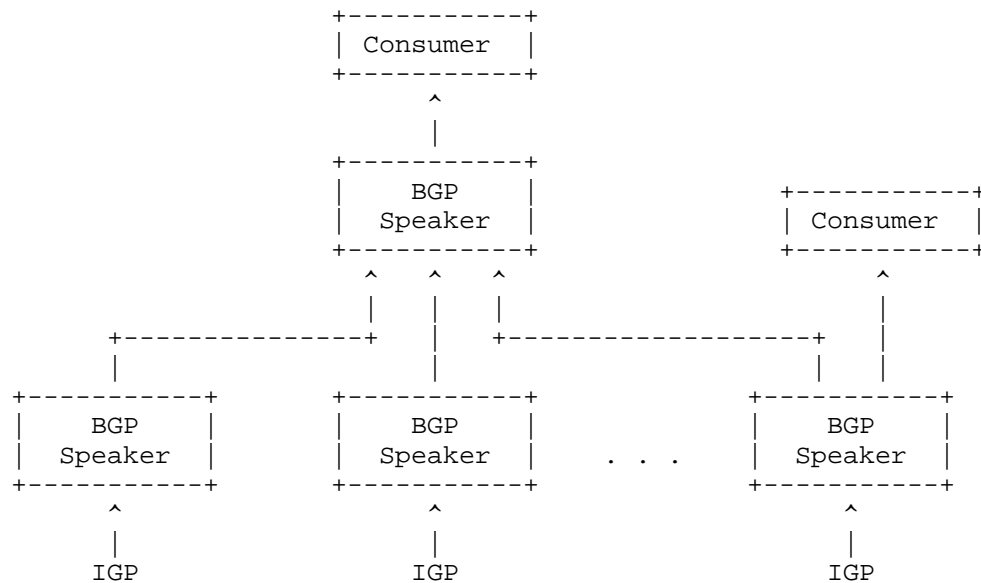 Consumer
BGP
Speaker
Consumer
BGP
Speaker
BGP
Speaker
. . .
BGP
Speaker
IGP
IGP
IGP